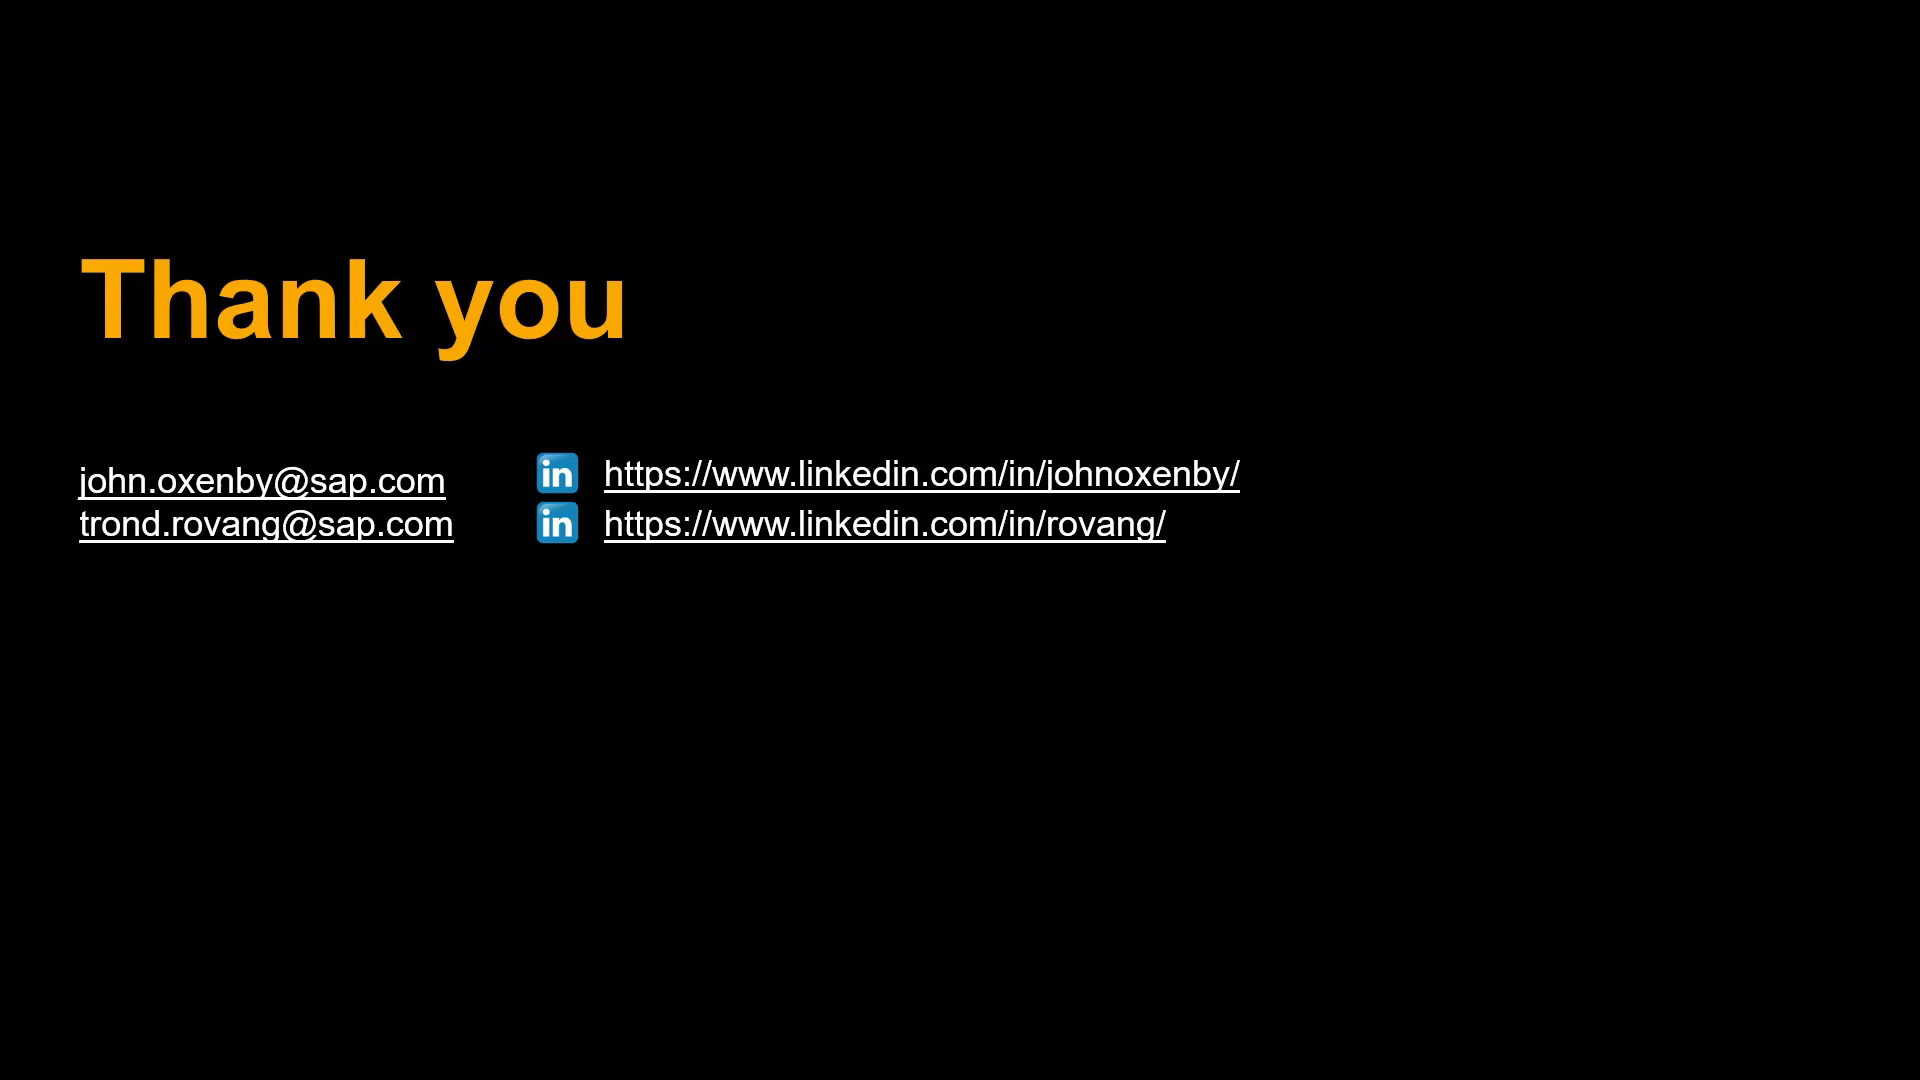 Thank you
john.oxenby@sap.com
trond.rovang@sap.com
in https://www.linkedin.com/in/johnoxenby/
in https://www.linkedin.com/in/rovang/